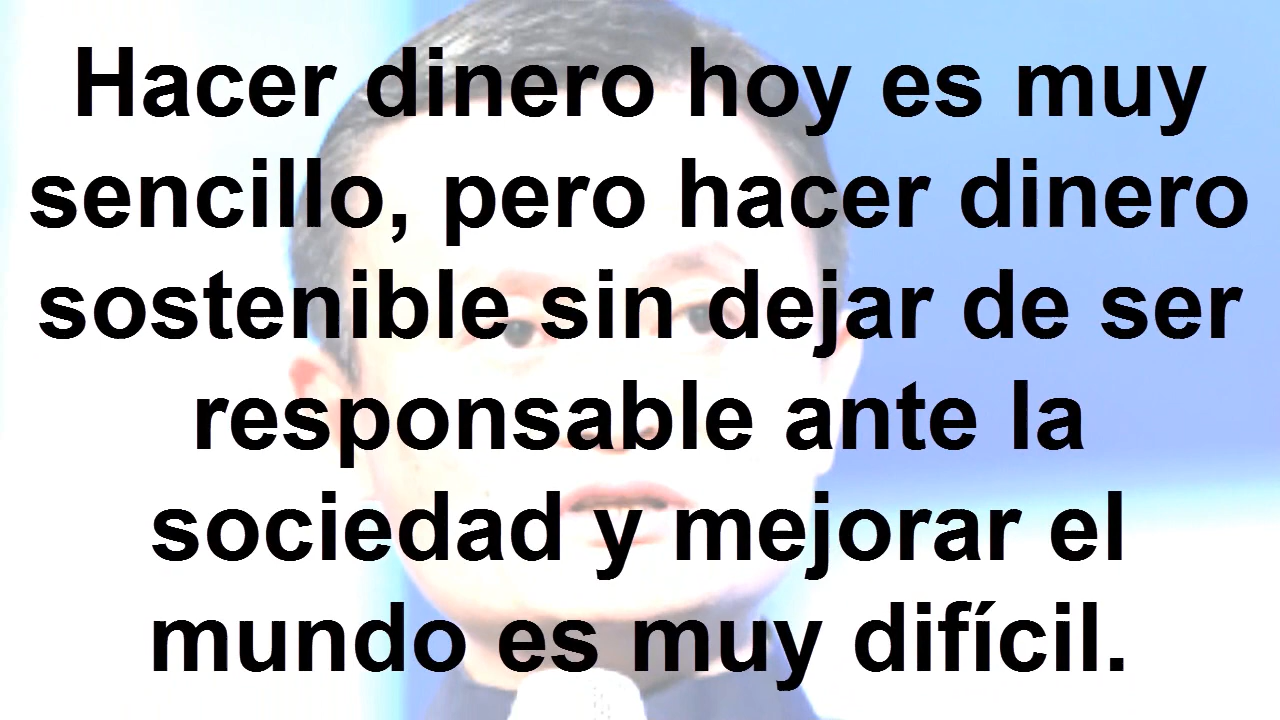 Hacer dinero hoy es muy
sencillo, pero hacer dinero
sostenible sin dejar de ser
responsable ante la
sociedad y mejorar el
mundo es muy difícil.